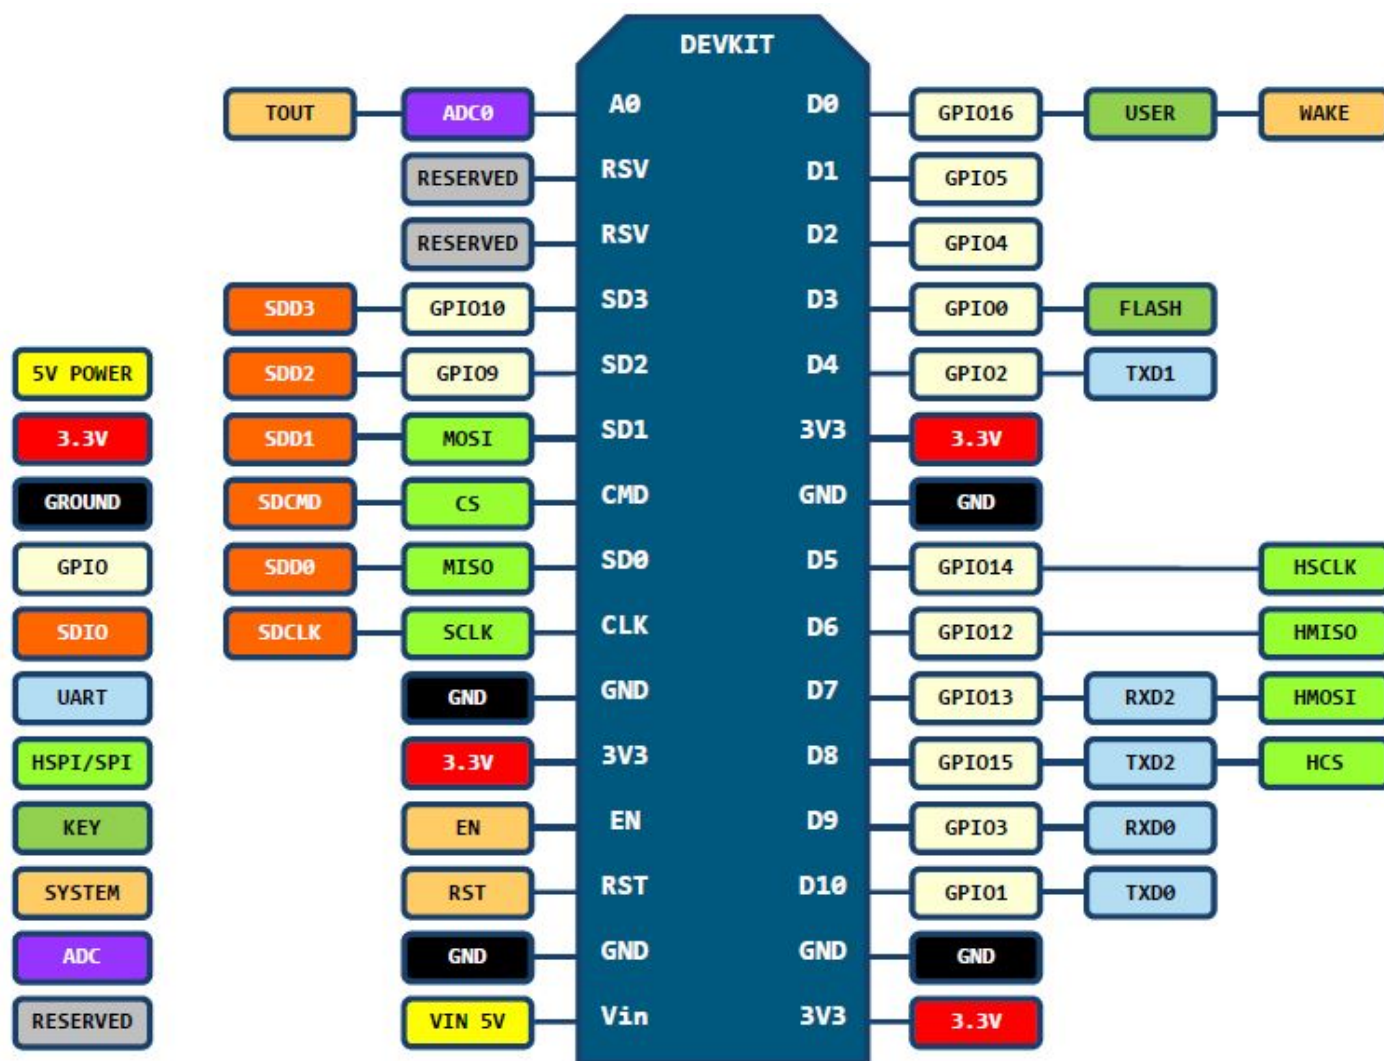 DEVKIT
TOUT ADC0 A0 D0 GPIO16 USER WAKE
RESERVED RSV D1 GPIO5
RESERVED RSV D2 GPIO4
SDD3 GPIO10 SD3 D3 GPIO0 FLASH
5V POWER SDD2 GPIO9 SD2 D4 GPIO2 TXD1
3.3V SDD1 MOSI SD1 3V3 3.3V
GROUND SDCMD CS CMD GND GND
GPIO SDD0 MISO SD0 D5 GPIO14 HSCLK
SDIO SDCLK SCLK CLK D6 GPIO12 HMISO
UART GND GND D7 GPIO13 RXD2 HMOSI
HSPI/SPI 3.3V 3V3 D8 GPIO15 TXD2 HCS
KEY EN EN D9 GPIO3 RXD0
SYSTEM RST RST D10 GPIO1 TXD0
ADC GND GND GND GND
RESERVED VIN 5V Vin 3V3 3.3V